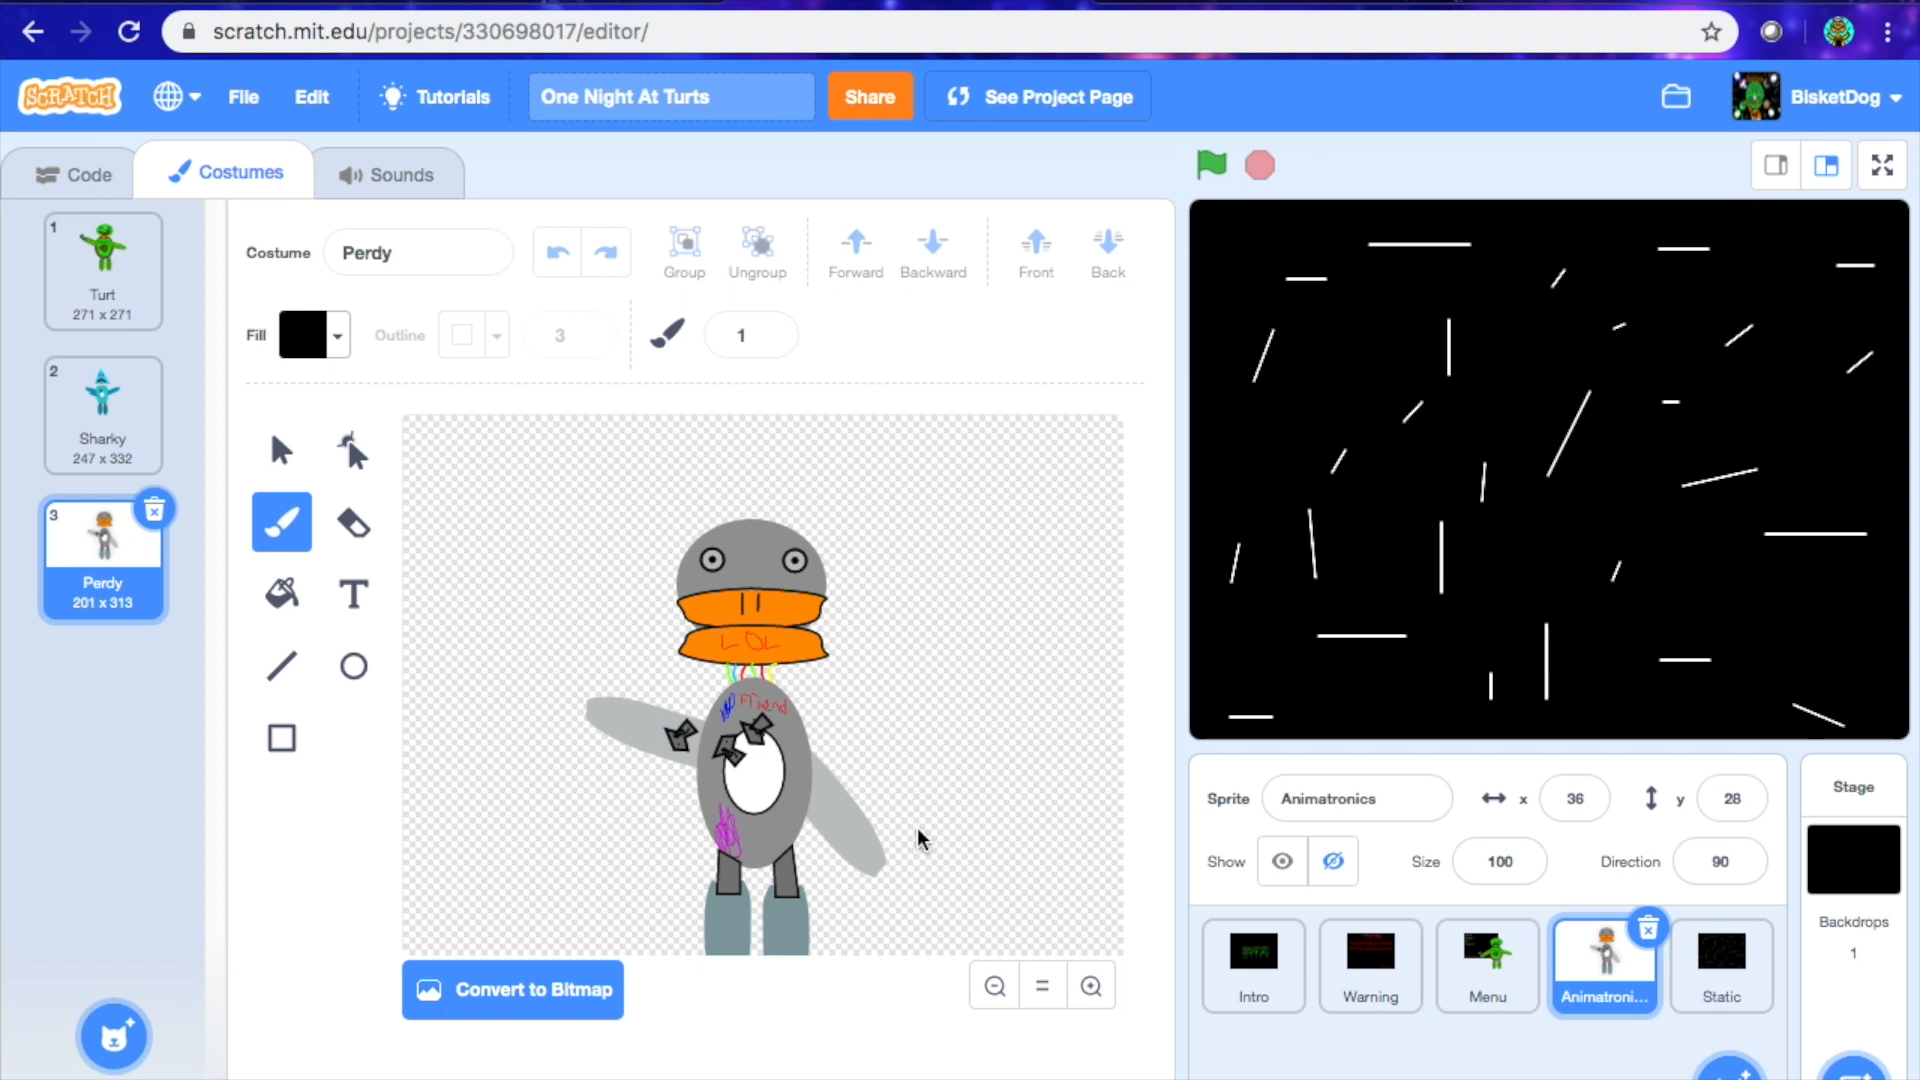 scratch.mit.edu/projects/330698017/editor/
SCRATCH
File
Edit
Tutorials
One Night At Turts
Share
See Project Page
BIsketDog
Code
Costumes
Sounds
1
Turt
271 x 271
2
Sharky
247 x 332
3
Perdy
201 x 313
Costume
Perdy
Group
Ungroup
Forward
Backward
Front
Back
Fill
Outline
3
1
LOL
Friend
Convert to Bitmap
Sprite
Animatronics
x
36
y
28
Show
Size
100
Direction
90
Intro
Warning
Menu
Animatroni...
Static
Stage
Backdrops
1